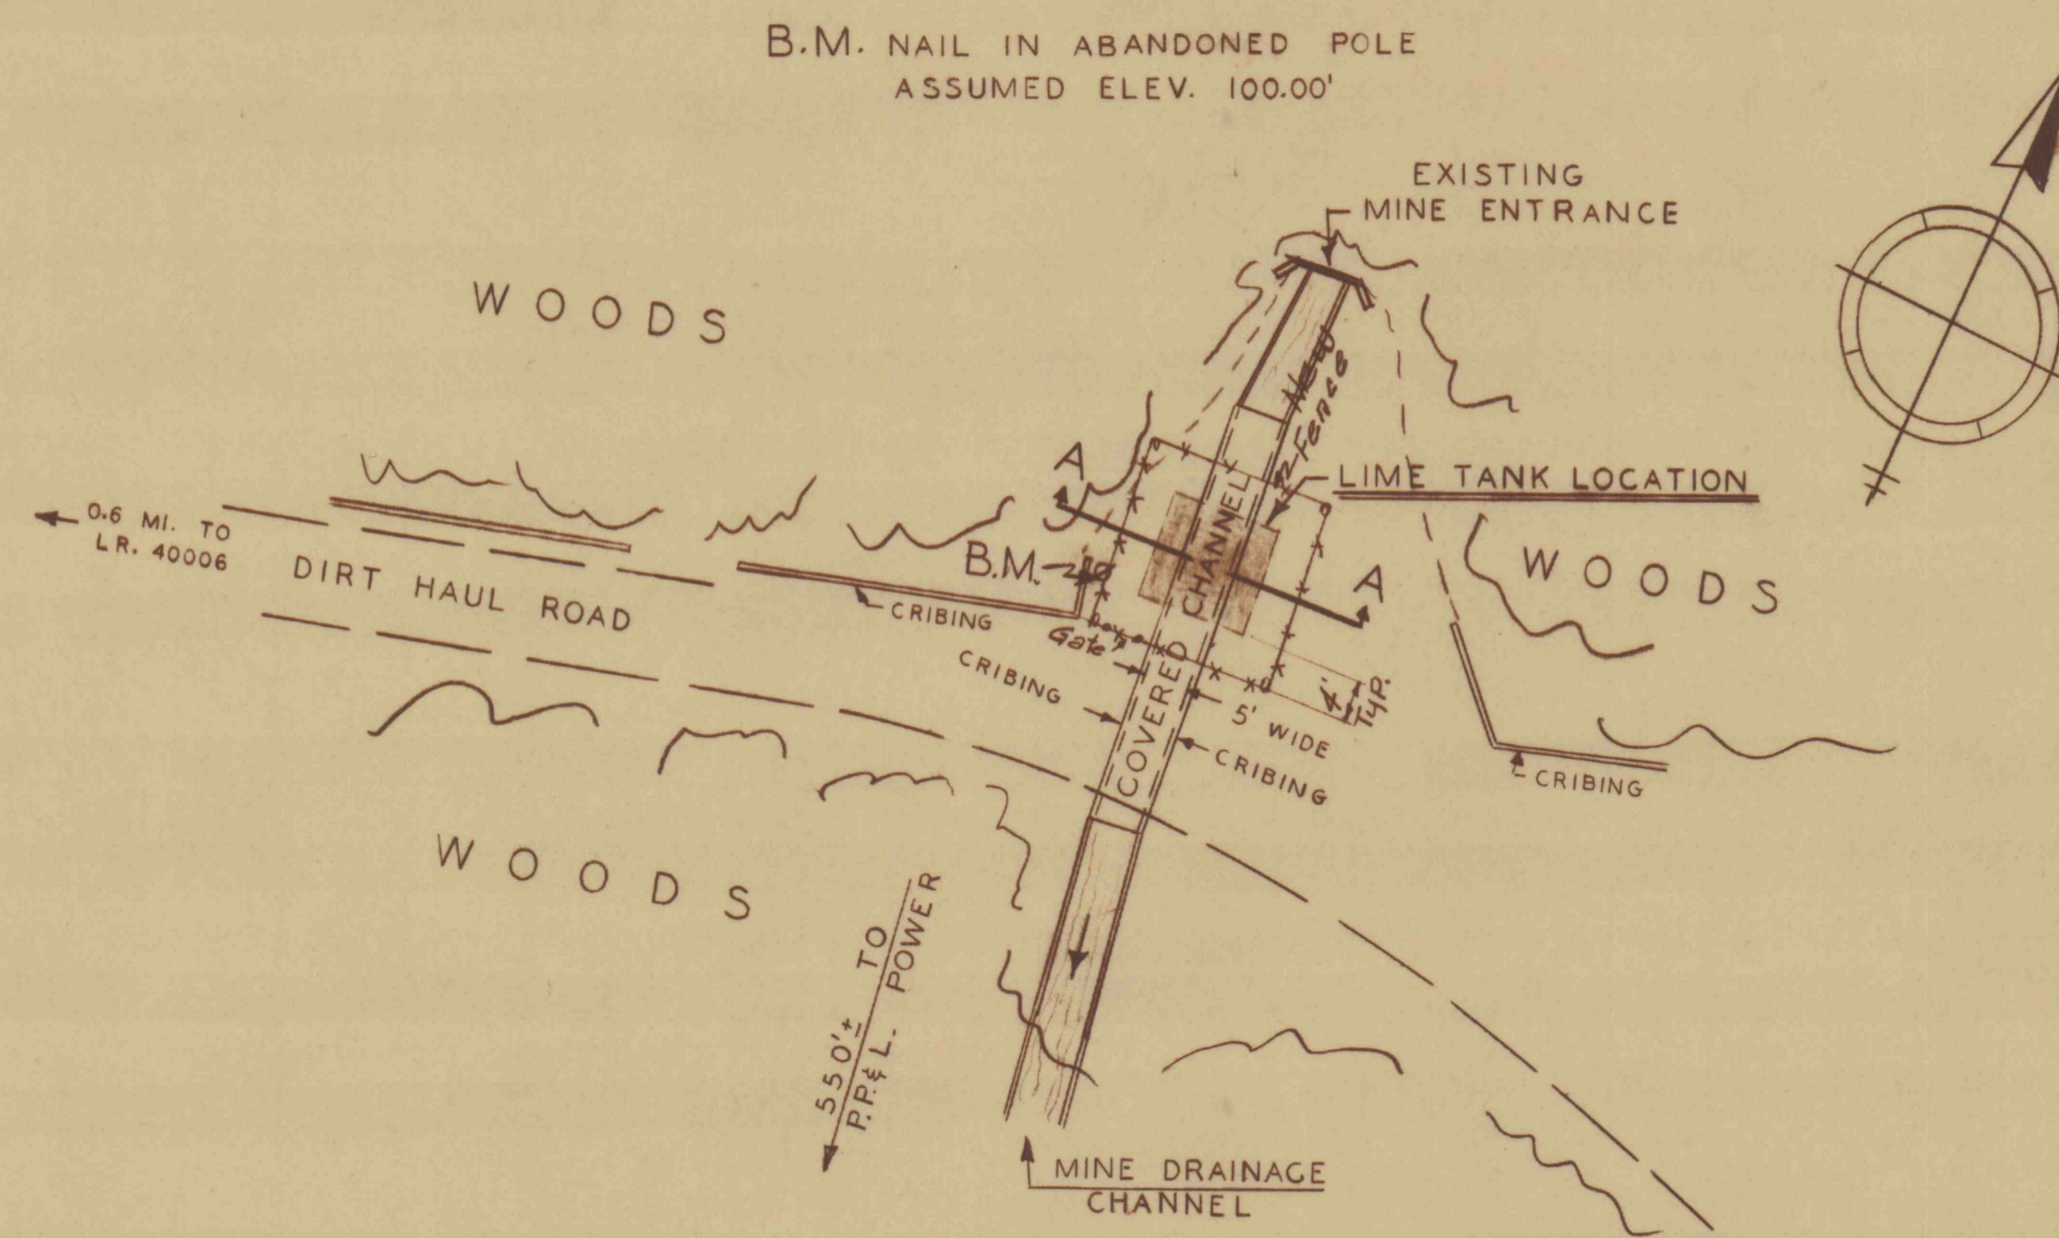 B.M. NAIL IN ABANDONED POLE
ASSUMED ELEV. 100.00'
EXISTING
MINE ENTRANCE
WOODS
New
Fence
A
LIME TANK LOCATION
0.6 MI. TO
L.R. 40006
DIRT HAUL ROAD
B.M.
CRIBING
Gate
COVERED CHANNEL
A
WOODS
CRIBING
5' WIDE
4'
TYP.
CRIBING
CRIBING
WOODS
550'± TO
P.P.& L. POWER
MINE DRAINAGE
CHANNEL